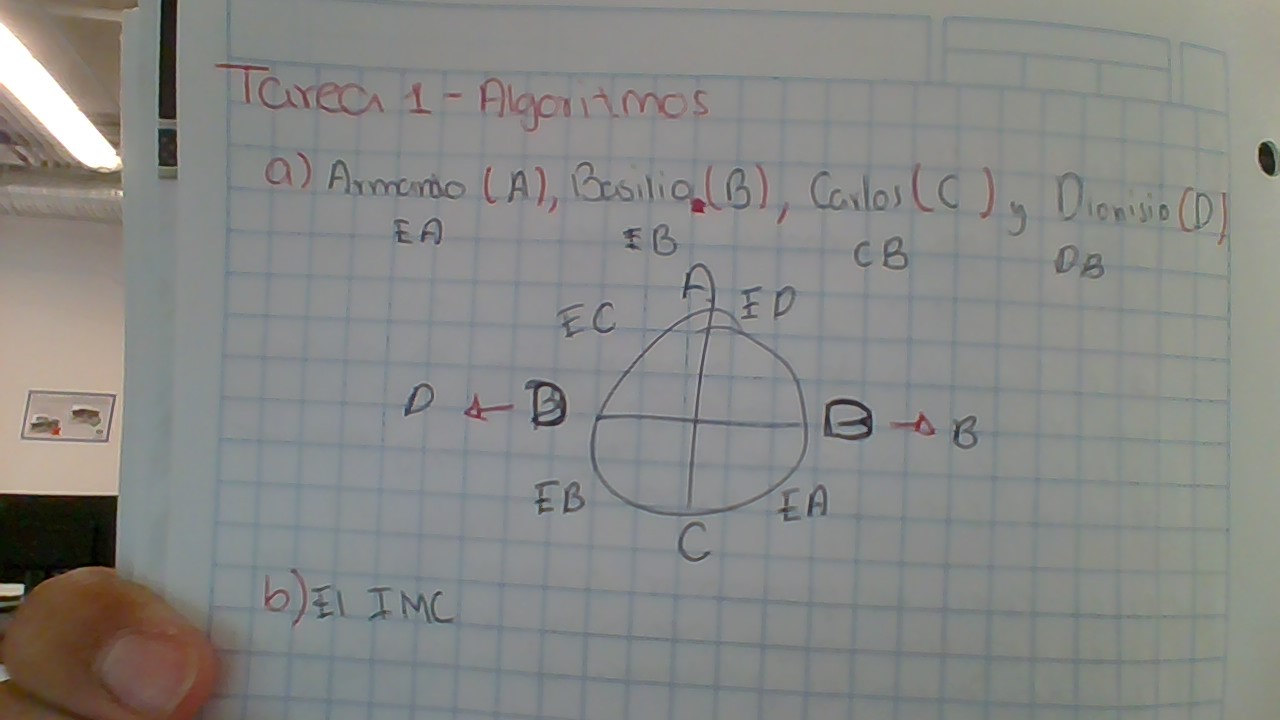 Tarea 1 - Algoritmos
a) Armando (A), Basilio (B), Carlos (C) y Dionisio (D)
EA EB CB DB
A
EC ED
D B B B
EB EA
C
b) El IMC